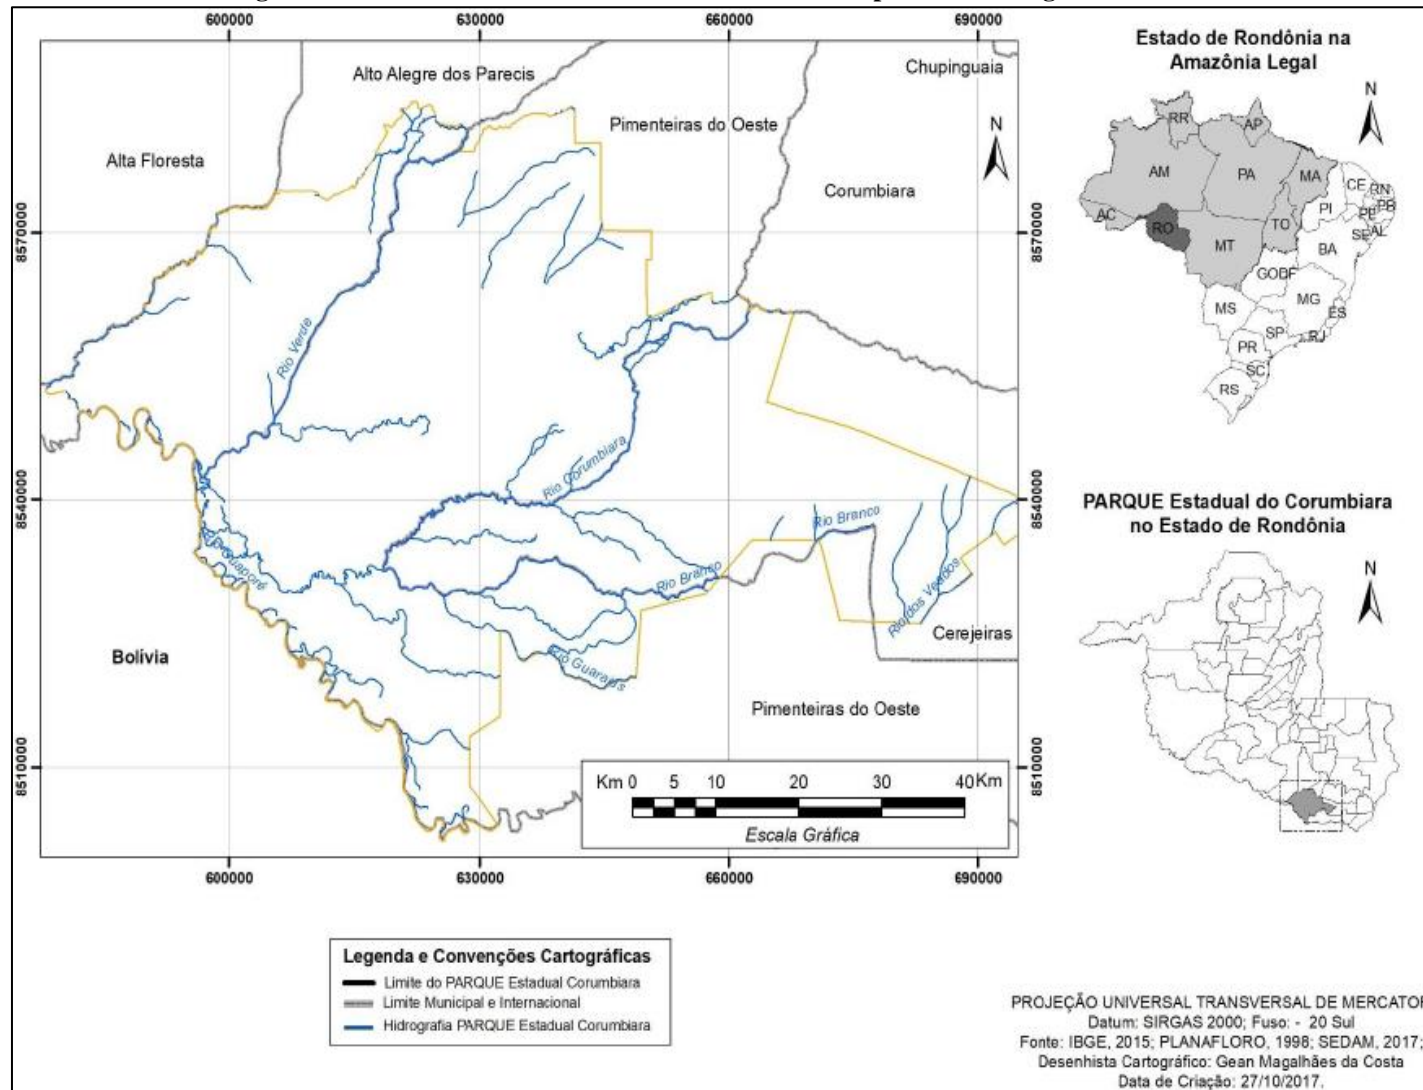 600000
630000
660000
690000
Alto Alegre dos Parecis
Chupinguaia
Pimenteiras do Oeste
Alta Floresta
Corumbiara
N
8570000
8570000
Rio Verde
Rio Corumbiara
8540000
8540000
Rio Branco
Rio Branco
Rio Guaporé
Rio dos Veados
Rio Guarajus
Cerejeiras
Bolívia
Pimenteiras do Oeste
8510000
8510000
Km 0 5 10 20 30 40 Km
Escala Gráfica
600000
630000
660000
690000
Legenda e Convenções Cartográficas
Limite do PARQUE Estadual Corumbiara
Limite Municipal e Internacional
Hidrografia PARQUE Estadual Corumbiara
Estado de Rondônia na
Amazônia Legal
N
RR
AP
AM
PA
MA
CE
RN
PB
PE
PI
AC
RO
TO
AL
SE
MT
BA
GO
DF
MG
MS
ES
SP
RJ
PR
SC
RS
PARQUE Estadual do Corumbiara
no Estado de Rondônia
N
PROJEÇÃO UNIVERSAL TRANSVERSAL DE MERCATOR
Datum: SIRGAS 2000; Fuso: - 20 Sul
Fonte: IBGE, 2015; PLANAFLORO, 1998; SEDAM, 2017;
Desenhista Cartográfico: Gean Magalhães da Costa
Data de Criação: 27/10/2017.